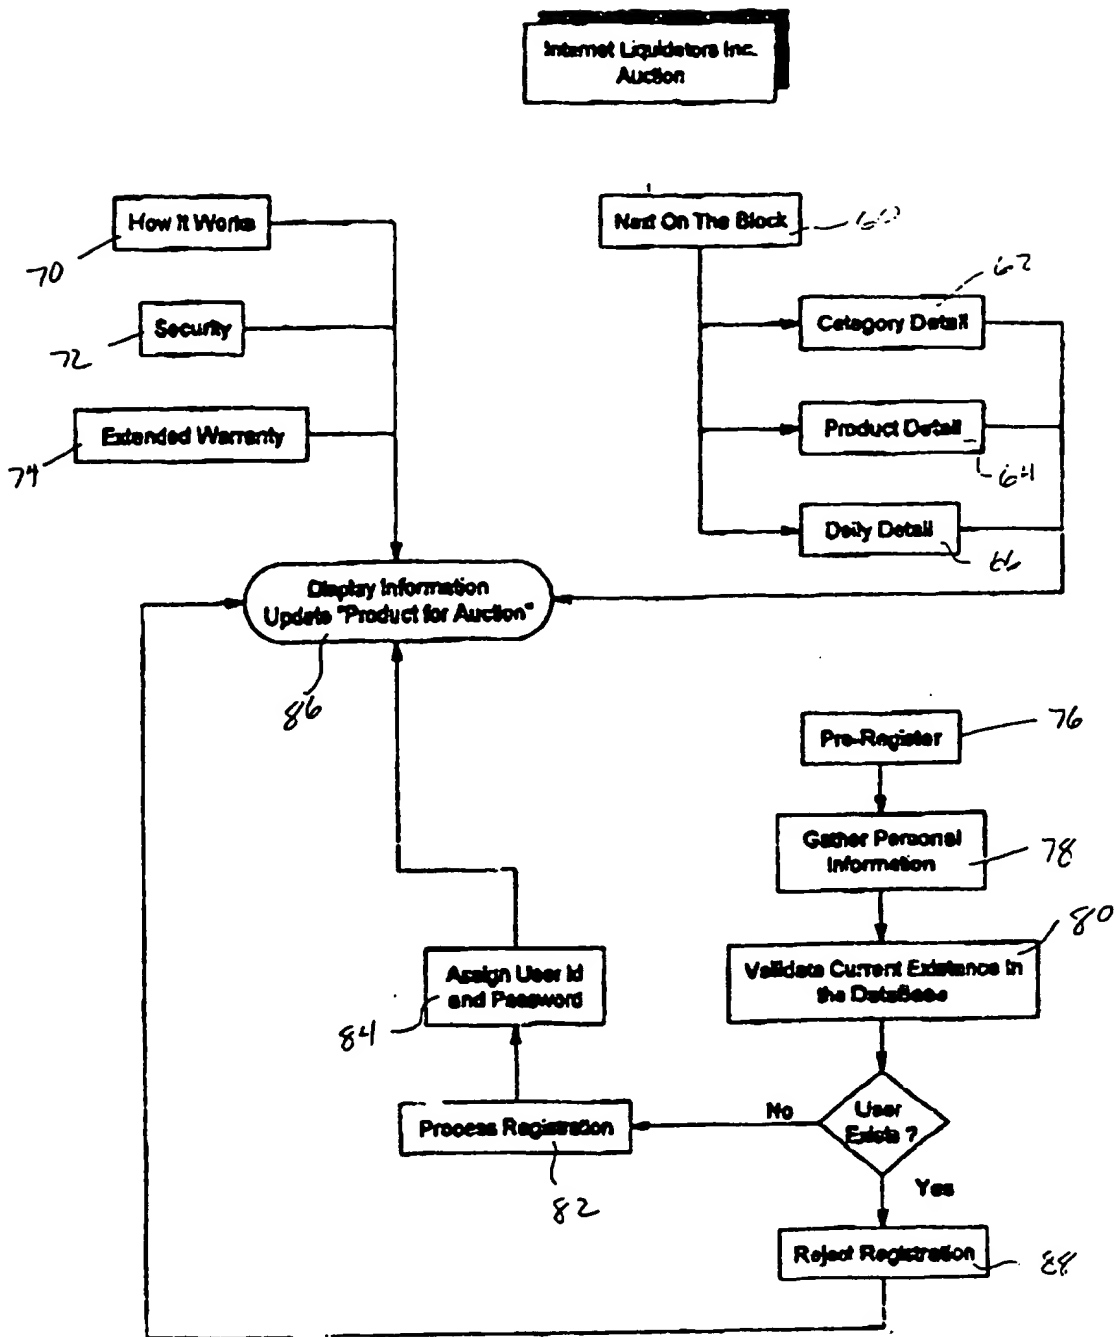 Internet Liquidators Inc.
Auction
How It Works
70
Security
72
Extended Warranty
74
Next On The Block
60
Catagory Detail
62
Product Detail
64
Daily Detail
66
Display Information
Update "Product for Auction"
86
Pre-Register
76
Gather Personal
Information
78
Validate Current Existance in
the DataBase
80
User
Exists ?
No
Yes
Process Registration
82
Assign User Id
and Password
84
Reject Registration
88